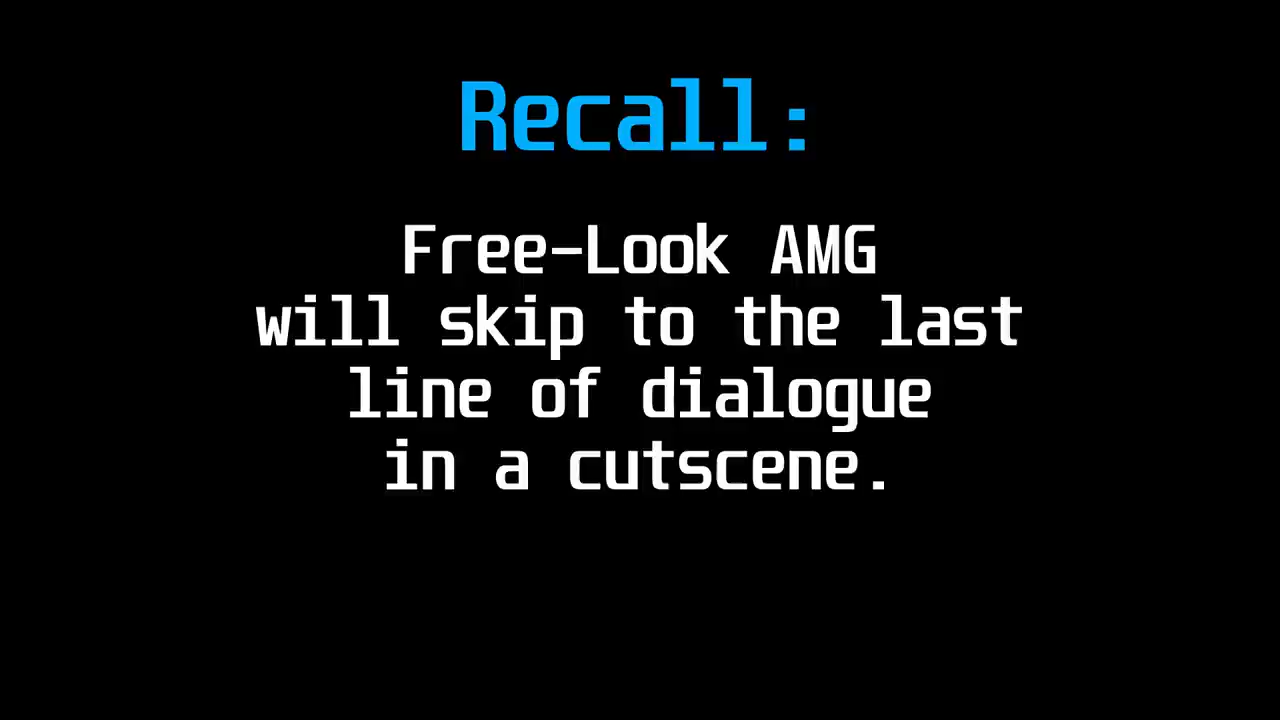 Recall:
Free-Look AMG
will skip to the last
line of dialogue
in a cutscene.